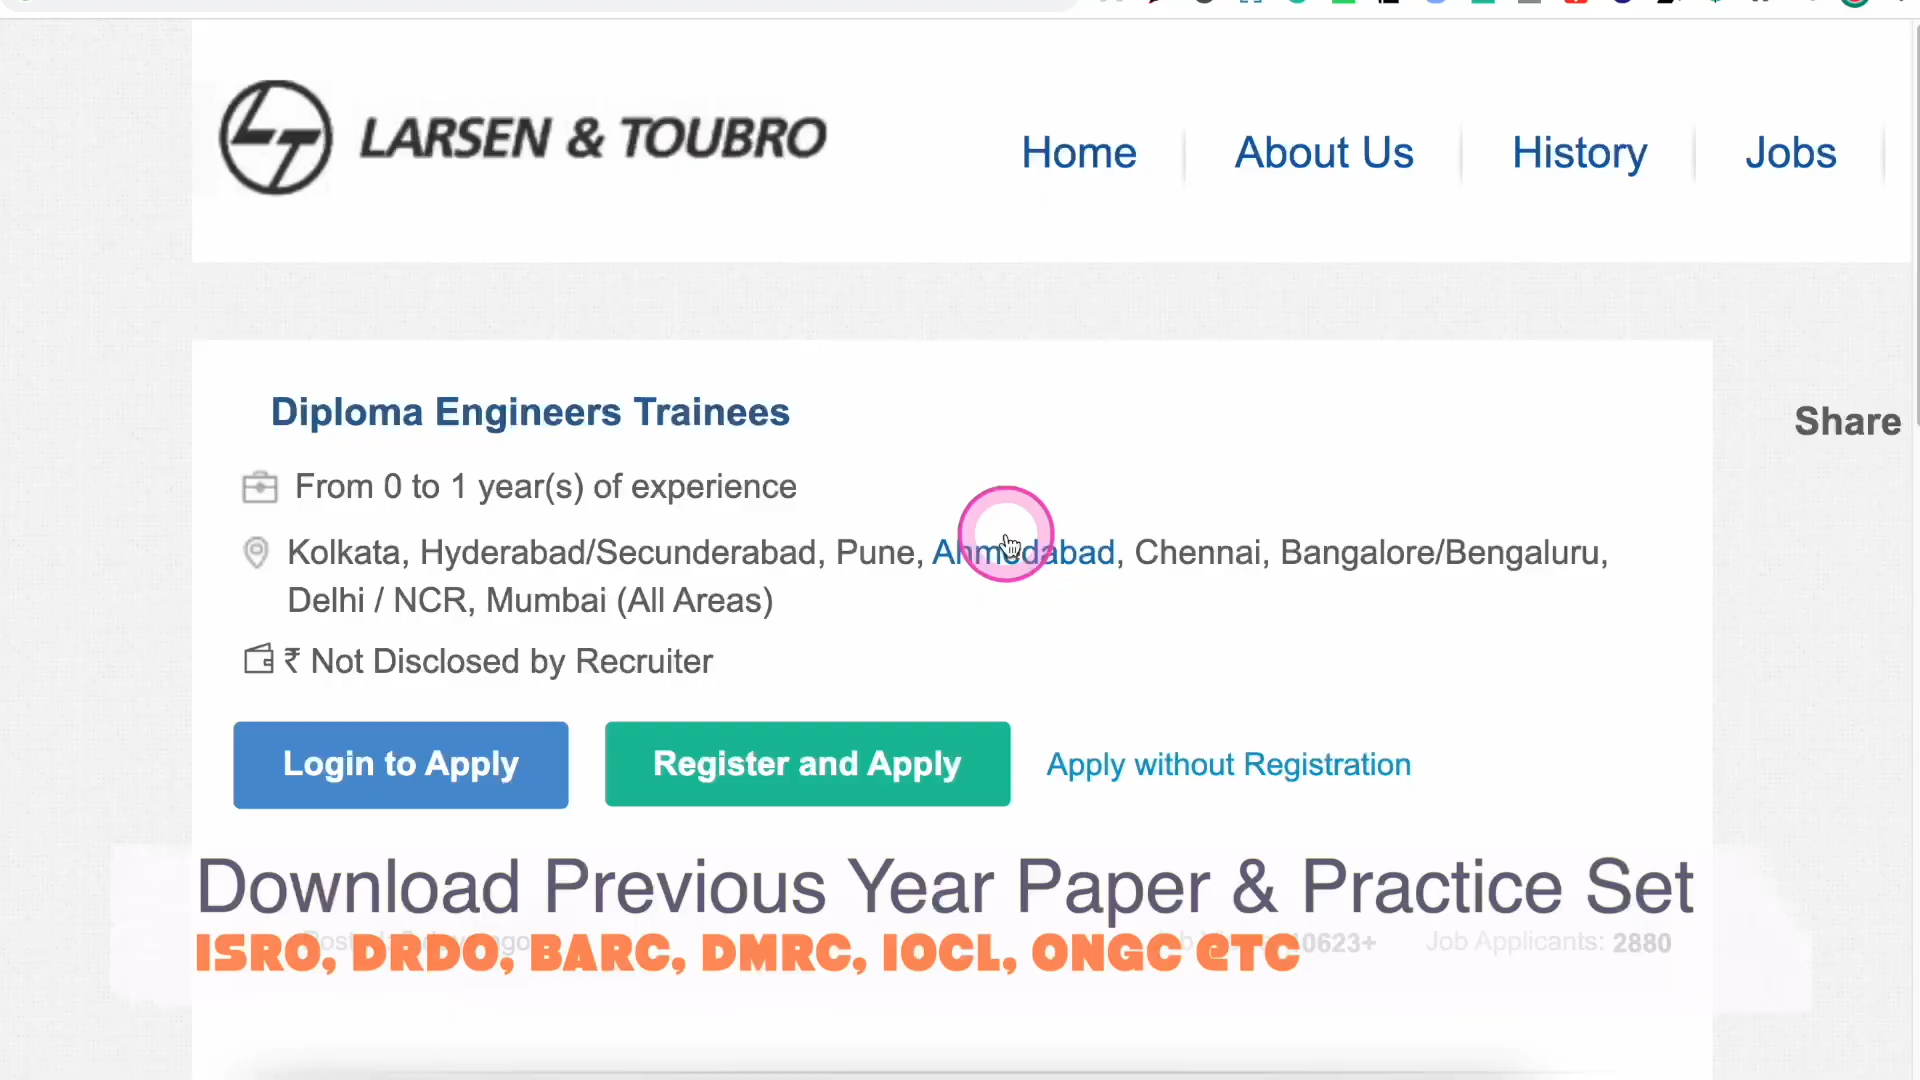 LT LARSEN & TOUBRO
Home
About Us
History
Jobs
Diploma Engineers Trainees
Share
From 0 to 1 year(s) of experience
Kolkata, Hyderabad/Secunderabad, Pune, Ahmedabad, Chennai, Bangalore/Bengaluru,
Delhi / NCR, Mumbai (All Areas)
₹ Not Disclosed by Recruiter
Login to Apply
Register and Apply
Apply without Registration
Download Previous Year Paper & Practice Set
ISRO, DRDO, BARC, DMRC, IOCL, ONGC eTC
10623+
Job Applicants: 2880